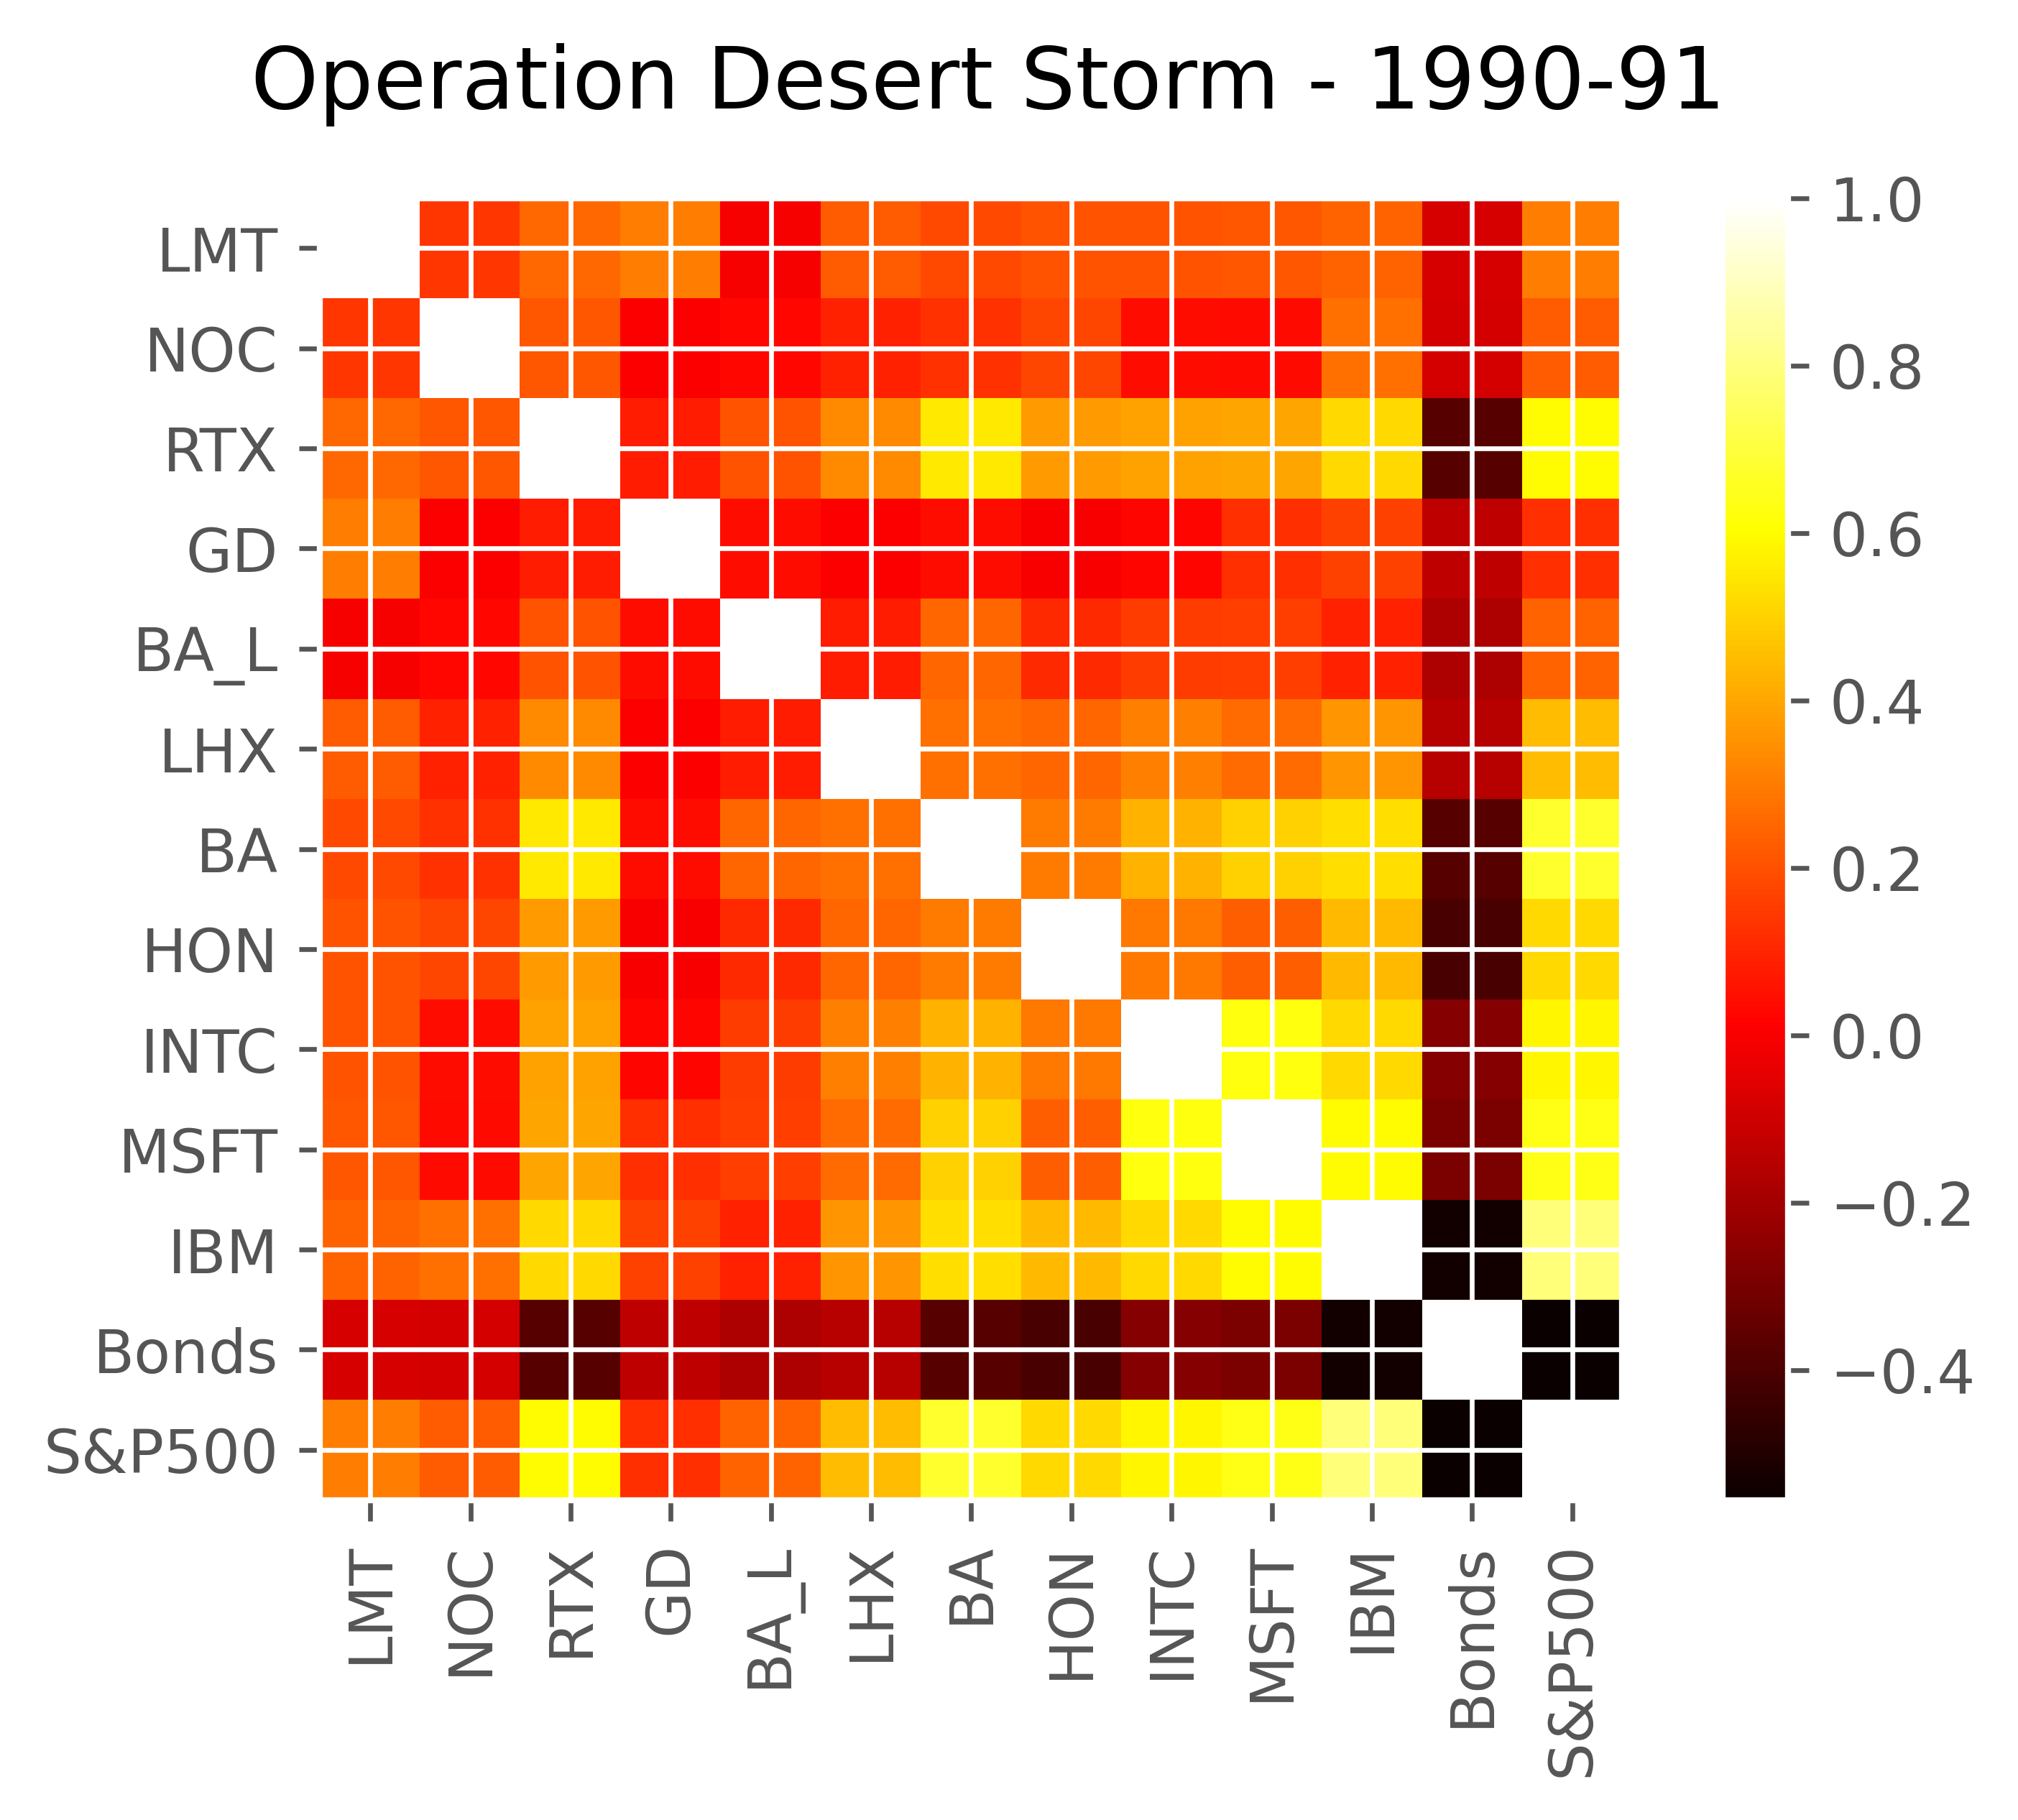 Operation Desert Storm - 1990-91
LMT
NOC
RTX
GD
BA_L
LHX
BA
HON
INTC
MSFT
IBM
Bonds
S&P500
LMT
NOC
RTX
GD
BA_L
LHX
BA
HON
INTC
MSFT
IBM
Bonds
S&P500
1.0
0.8
0.6
0.4
0.2
0.0
−0.2
−0.4